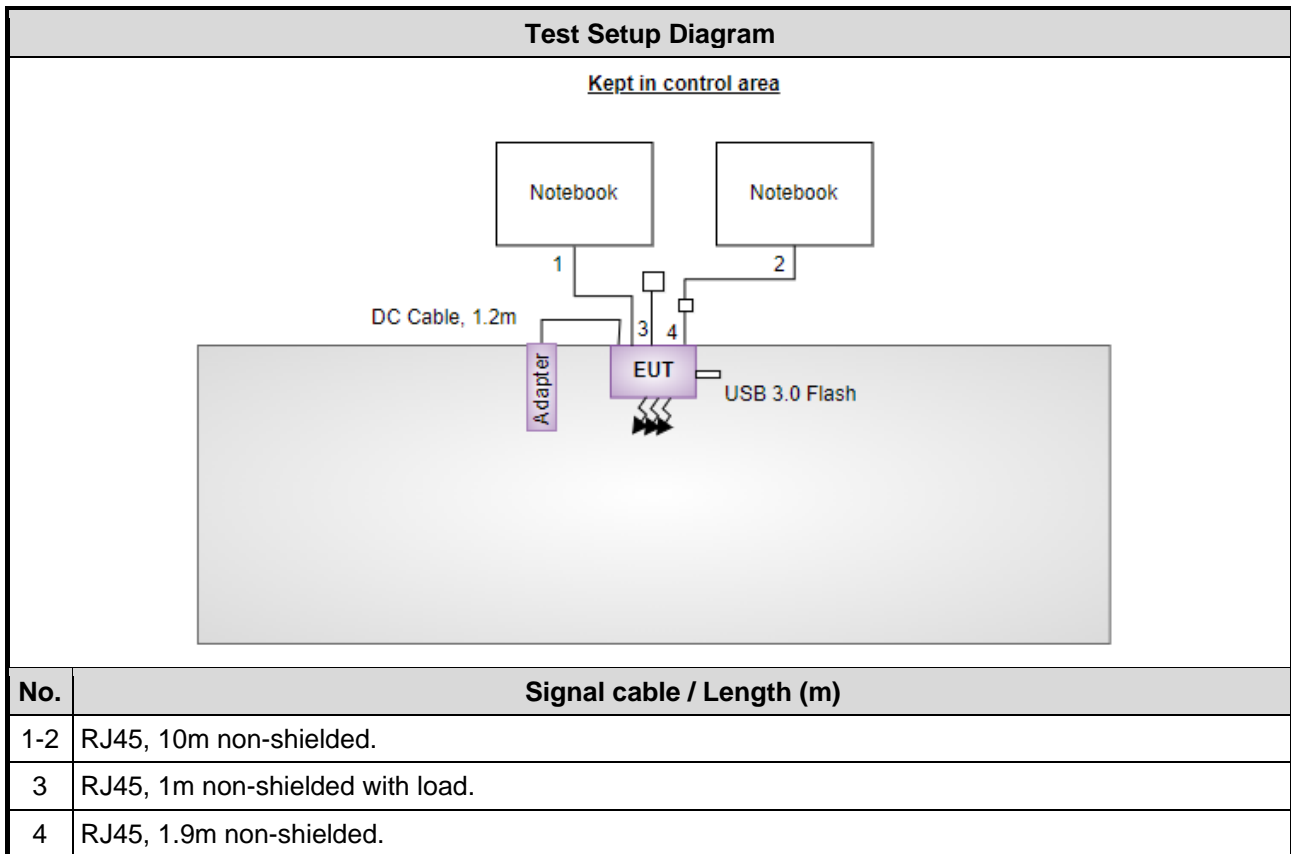 Test Setup Diagram
Kept in control area
Notebook
Notebook
1
2
DC Cable, 1.2m
3
4
Adapter
EUT
USB 3.0 Flash
No. Signal cable / Length (m)
1-2 RJ45, 10m non-shielded.
3 RJ45, 1m non-shielded with load.
4 RJ45, 1.9m non-shielded.